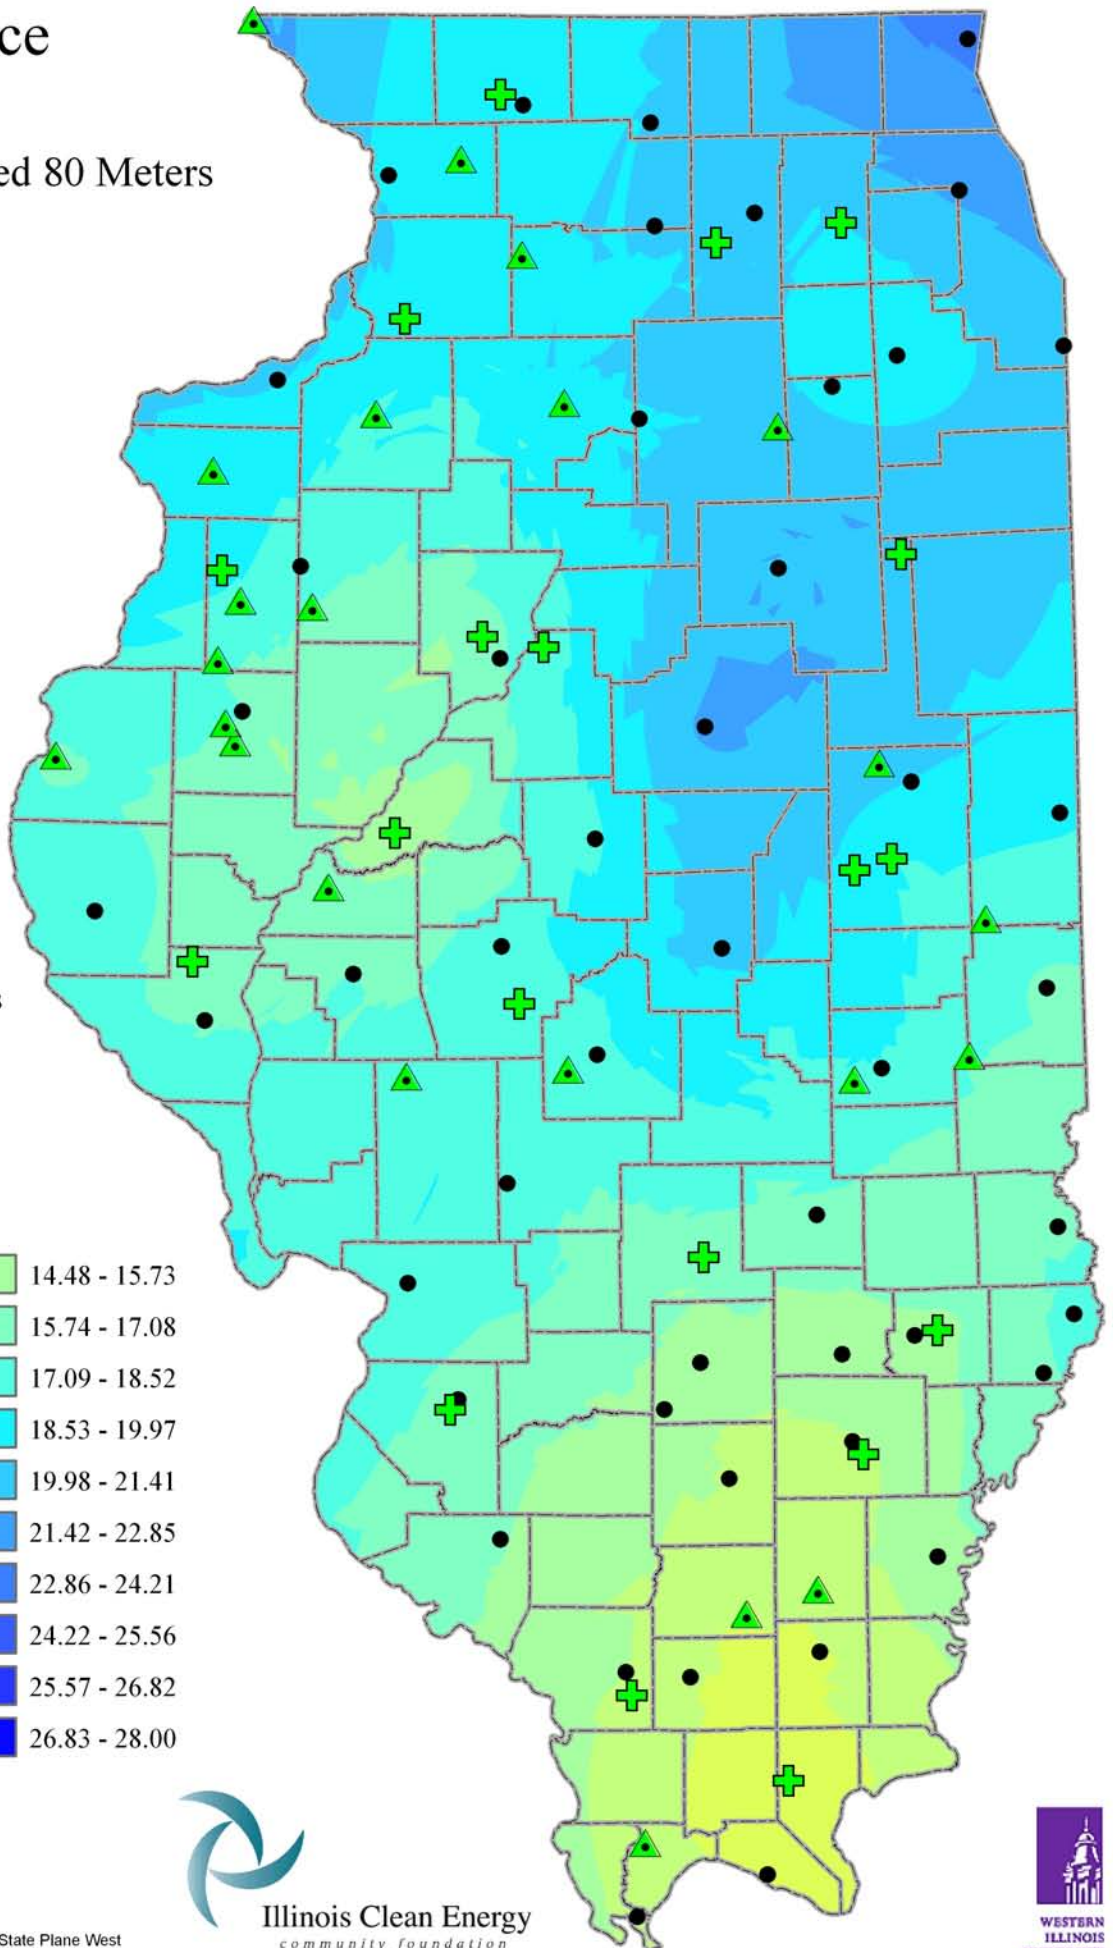 ce
ed 80 Meters
s
14.48 - 15.73
15.74 - 17.08
17.09 - 18.52
18.53 - 19.97
19.98 - 21.41
21.42 - 22.85
22.86 - 24.21
24.22 - 25.56
25.57 - 26.82
26.83 - 28.00
Illinois Clean Energy
community foundation
WESTERN
ILLINOIS
State Plane West